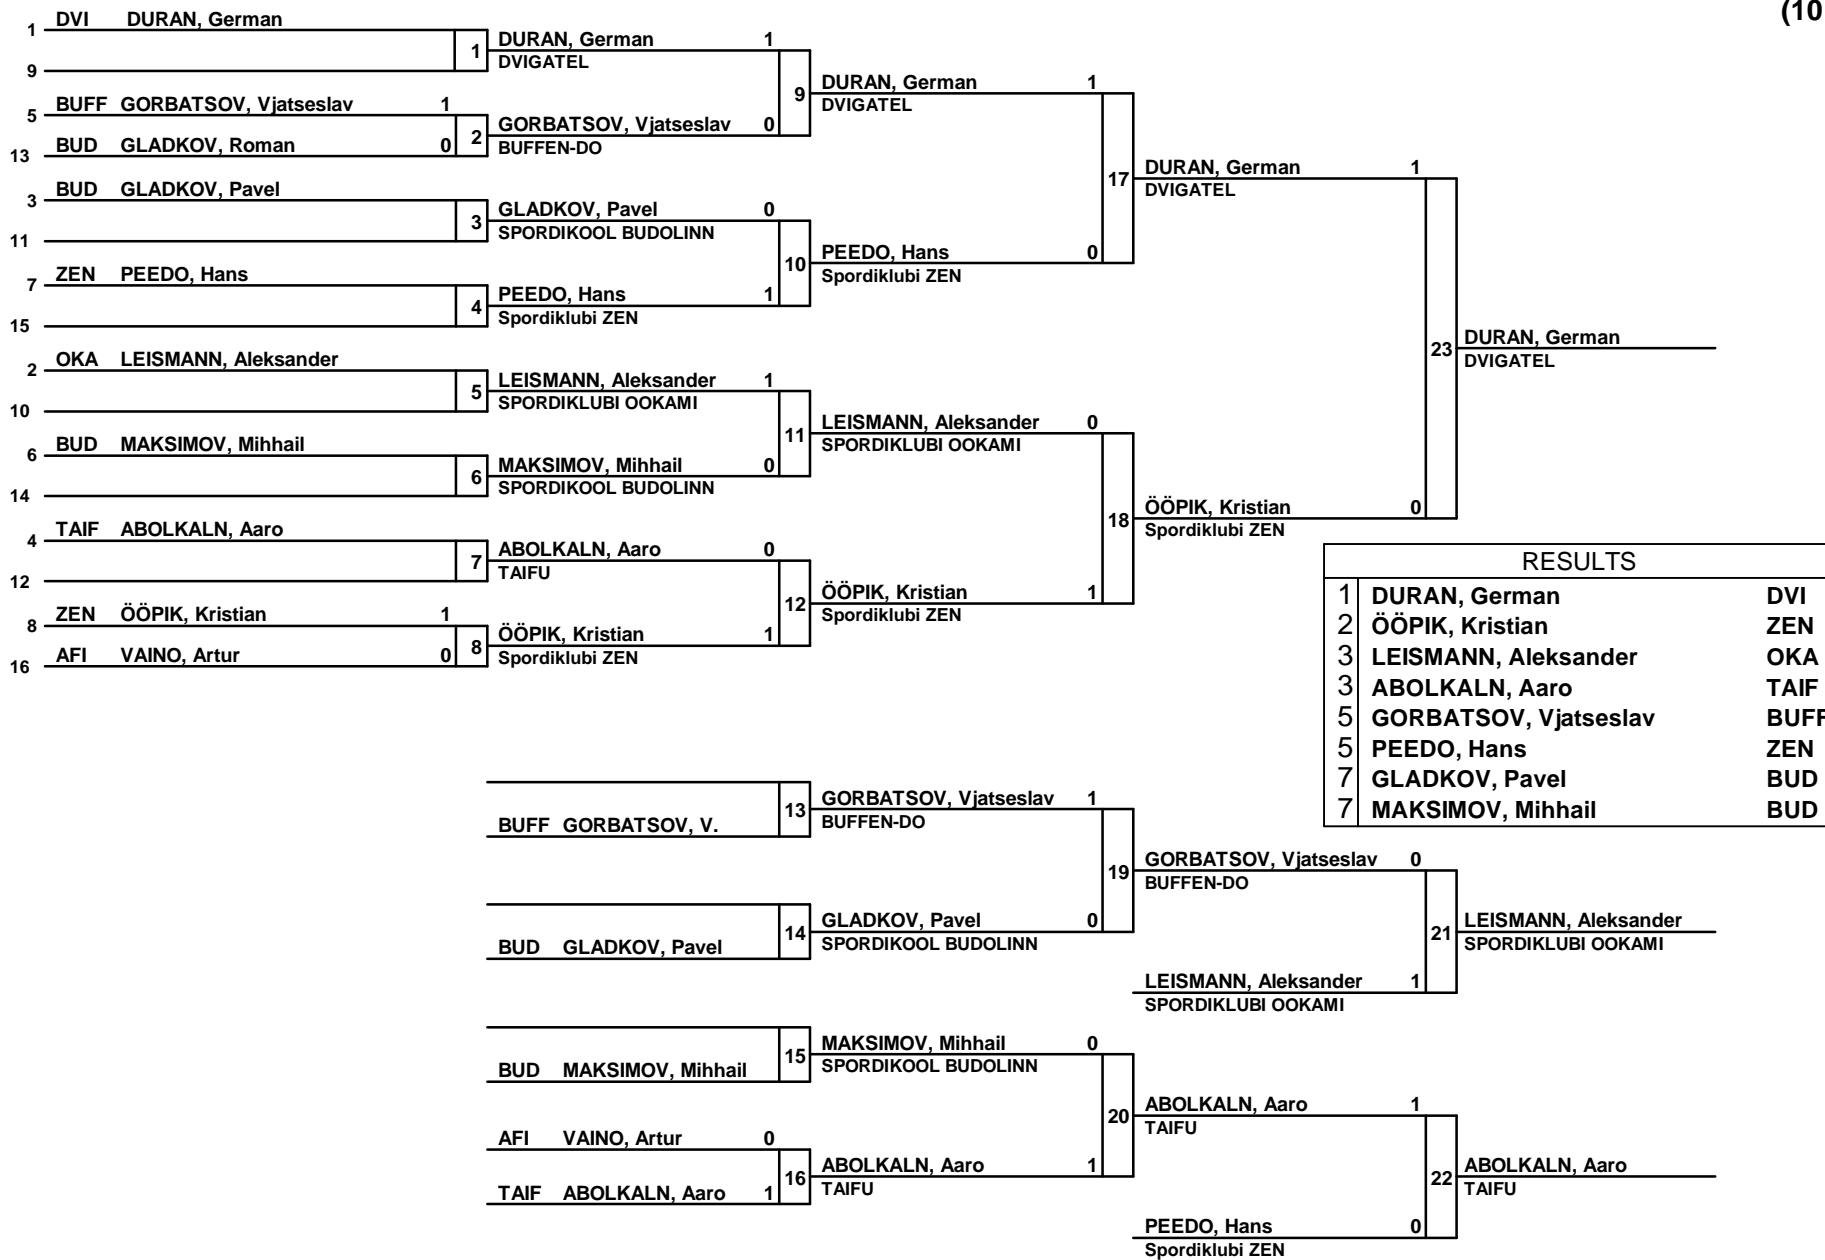 (10
1 DVI DURAN, German
9
5 BUFF GORBATSOV, Vjatseslav 1
13 BUD GLADKOV, Roman 0
3 BUD GLADKOV, Pavel
11
7 ZEN PEEDO, Hans
15
2 OKA LEISMANN, Aleksander
10
6 BUD MAKSIMOV, Mihhail
14
4 TAIF ABOLKALN, Aaro
12
8 ZEN ÖÖPIK, Kristian 1
16 AFI VAINO, Artur 0
1 DURAN, German 1
DVIGATEL
2 GORBATSOV, Vjatseslav 0
BUFFEN-DO
3 GLADKOV, Pavel 0
SPORDIKOOL BUDOLINN
4 PEEDO, Hans 1
Spordiklubi ZEN
5 LEISMANN, Aleksander 1
SPORDIKLUBI OOKAMI
6 MAKSIMOV, Mihhail 0
SPORDIKOOL BUDOLINN
7 ABOLKALN, Aaro 0
TAIFU
8 ÖÖPIK, Kristian 1
Spordiklubi ZEN
9 DURAN, German 1
DVIGATEL
10 PEEDO, Hans 0
Spordiklubi ZEN
11 LEISMANN, Aleksander 0
SPORDIKLUBI OOKAMI
12 ÖÖPIK, Kristian 1
Spordiklubi ZEN
17 DURAN, German 1
DVIGATEL
18 ÖÖPIK, Kristian 0
Spordiklubi ZEN
23 DURAN, German
DVIGATEL
RESULTS
1 DURAN, German DVI
2 ÖÖPIK, Kristian ZEN
3 LEISMANN, Aleksander OKA
3 ABOLKALN, Aaro TAIF
5 GORBATSOV, Vjatseslav BUFF
5 PEEDO, Hans ZEN
7 GLADKOV, Pavel BUD
7 MAKSIMOV, Mihhail BUD
BUFF GORBATSOV, V.
BUD GLADKOV, Pavel
BUD MAKSIMOV, Mihhail
AFI VAINO, Artur 0
TAIF ABOLKALN, Aaro 1
13 GORBATSOV, Vjatseslav 1
BUFFEN-DO
14 GLADKOV, Pavel 0
SPORDIKOOL BUDOLINN
15 MAKSIMOV, Mihhail 0
SPORDIKOOL BUDOLINN
16 ABOLKALN, Aaro 1
TAIFU
19 GORBATSOV, Vjatseslav 0
BUFFEN-DO
LEISMANN, Aleksander 1
SPORDIKLUBI OOKAMI
20 ABOLKALN, Aaro 1
TAIFU
PEEDO, Hans 0
Spordiklubi ZEN
21 LEISMANN, Aleksander
SPORDIKLUBI OOKAMI
22 ABOLKALN, Aaro
TAIFU